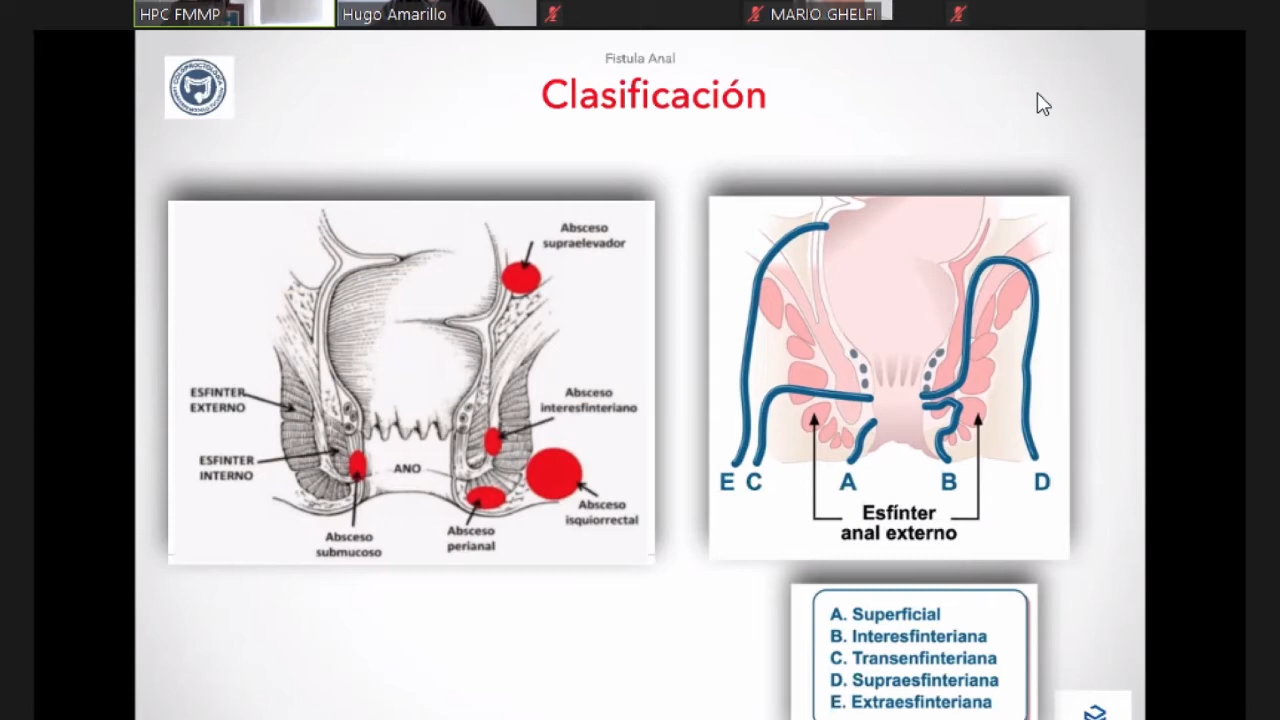 HPC FMMP
Hugo Amarillo
MARIO GHELFI
Fistula Anal
Clasificación
Absceso
supraelevador
ESFINTER
EXTERNO
Absceso
interesfinteriano
ESFINTER
INTERNO
ANO
Absceso
isquiorrectal
Absceso
submucoso
Absceso
perianal
E C A B D
Esfínter
anal externo
A. Superficial
B. Interesfinteriana
C. Transenfinteriana
D. Supraesfinteriana
E. Extraesfinteriana